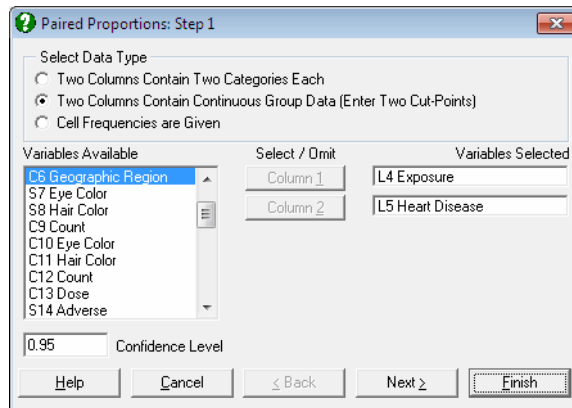 Paired Proportions: Step 1
Select Data Type
Two Columns Contain Two Categories Each
Two Columns Contain Continuous Group Data (Enter Two Cut-Points)
Cell Frequencies are Given
Variables Available
Select / Omit
Variables Selected
C6 Geographic Region
S7 Eye Color
S8 Hair Color
C9 Count
C10 Eye Color
C11 Hair Color
C12 Count
C13 Dose
S14 Adverse
Column 1
L4 Exposure
Column 2
L5 Heart Disease
0.95 Confidence Level
Help Cancel < Back Next > Finish